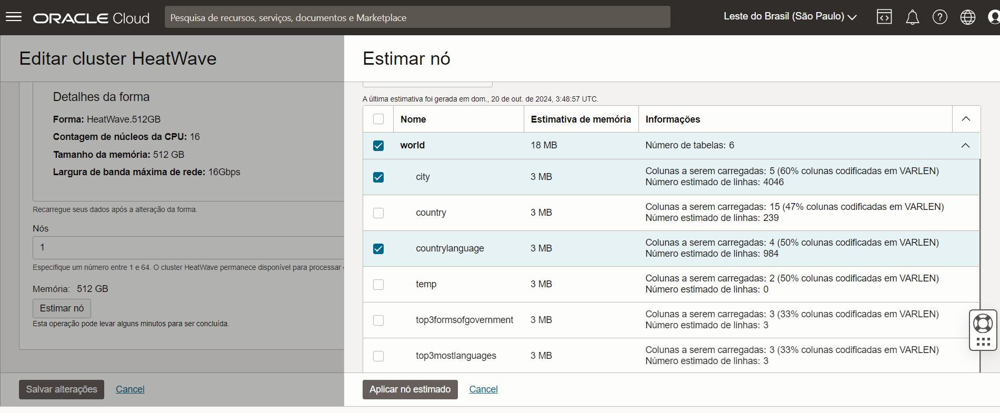 ORACLE Cloud
Pesquisa de recursos, serviços, documentos e Marketplace
Leste do Brasil (São Paulo)
Editar cluster HeatWave
Detalhes da forma
Forma: HeatWave.512GB
Contagem de núcleos da CPU: 16
Tamanho da memória: 512 GB
Largura de banda máxima de rede: 16Gbps
Recarregue seus dados após a alteração da forma.
Nós
1
Especifique um número entre 1 e 64. O cluster HeatWave permanece disponível para processar
Memória: 512 GB
Estimar nó
Esta operação pode levar alguns minutos para ser concluída.
Salvar alterações Cancel
Estimar nó
A última estimativa foi gerada em dom., 20 de out. de 2024, 3:48:57 UTC.
Nome Estimativa de memória Informações
world 18 MB Número de tabelas: 6
city 3 MB Colunas a serem carregadas: 5 (60% colunas codificadas em VARLEN)
Número estimado de linhas: 4046
country 3 MB Colunas a serem carregadas: 15 (47% colunas codificadas em VARLEN)
Número estimado de linhas: 239
countrylanguage 3 MB Colunas a serem carregadas: 4 (50% colunas codificadas em VARLEN)
Número estimado de linhas: 984
temp 3 MB Colunas a serem carregadas: 2 (50% colunas codificadas em VARLEN)
Número estimado de linhas: 0
top3formsofgovernment 3 MB Colunas a serem carregadas: 3 (33% colunas codificadas em VARLEN)
Número estimado de linhas: 3
top3mostlanguages 3 MB Colunas a serem carregadas: 3 (33% colunas codificadas em VARLEN)
Número estimado de linhas: 3
Aplicar nó estimado Cancel